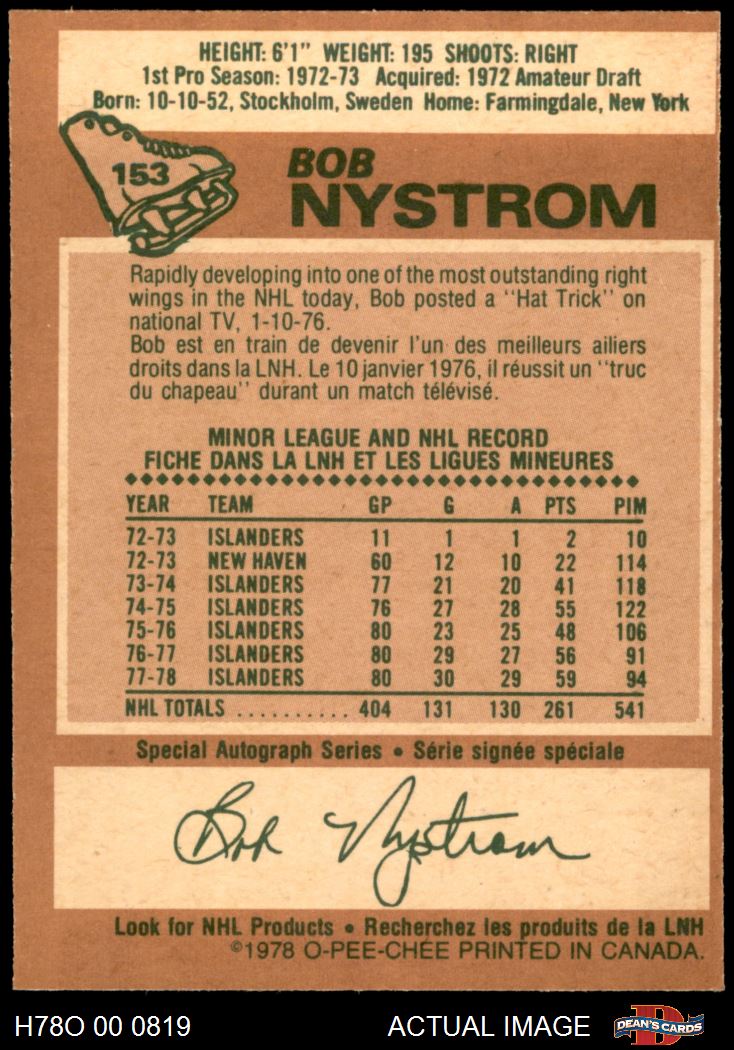 HEIGHT: 6'1" WEIGHT: 195 SHOOTS: RIGHT
1st Pro Season: 1972-73 Acquired: 1972 Amateur Draft
Born: 10-10-52, Stockholm, Sweden Home: Farmingdale, New York
153
BOB
NYSTROM
Rapidly developing into one of the most outstanding right
wings in the NHL today, Bob posted a "Hat Trick" on
national TV, 1-10-76.
Bob est en train de devenir l'un des meilleurs ailiers
droits dans la LNH. Le 10 janvier 1976, il réussit un "truc
du chapeau" durant un match télévisé.
MINOR LEAGUE AND NHL RECORD
FICHE DANS LA LNH ET LES LIGUES MINEURES
YEAR TEAM GP G A PTS PIM
72-73 ISLANDERS 11 1 1 2 10
72-73 NEW HAVEN 60 12 10 22 114
73-74 ISLANDERS 77 21 20 41 118
74-75 ISLANDERS 76 27 28 55 122
75-76 ISLANDERS 80 23 25 48 106
76-77 ISLANDERS 80 29 27 56 91
77-78 ISLANDERS 80 30 29 59 94
NHL TOTALS .......... 404 131 130 261 541
Special Autograph Series • Série signée spéciale
Bob Nystrom
Look for NHL Products • Recherchez les produits de la LNH
©1978 O-PEE-CHEE PRINTED IN CANADA.
H78O 00 0819 ACTUAL IMAGE D DEAN'S CARDS